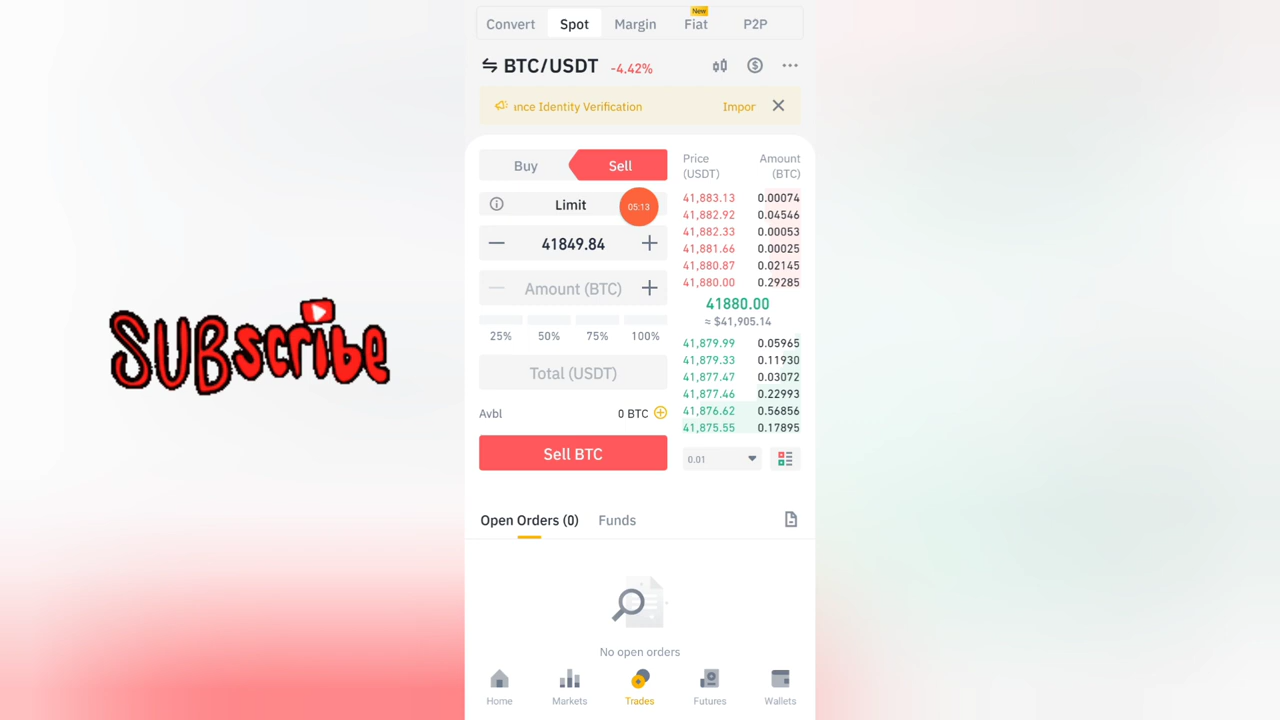 Convert Spot Margin Fiat P2P
New
BTC/USDT -4.42%
ınce Identity Verification Impor
Buy Sell
Limit
05:13
41849.84
Amount (BTC)
25% 50% 75% 100%
Total (USDT)
Avbl 0 BTC
Sell BTC
Price Amount
(USDT) (BTC)
41,883.13 0.00074
41,882.92 0.04546
41,882.33 0.00053
41,881.66 0.00025
41,880.87 0.02145
41,880.00 0.29285
41880.00
≈ $41,905.14
41,879.99 0.05965
41,879.33 0.11930
41,877.47 0.03072
41,877.46 0.22993
41,876.62 0.56856
41,875.55 0.17895
0.01
Open Orders (0) Funds
No open orders
Home Markets Trades Futures Wallets
SUBscribe